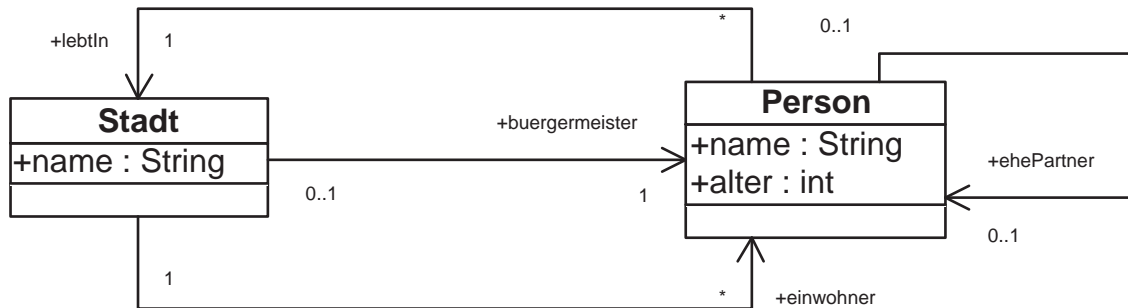 * 0..1
+lebtIn 1
Stadt
+name : String
+buergermeister
0..1 1
Person
+name : String
+alter : int
+ehePartner
0..1
1
* +einwohner